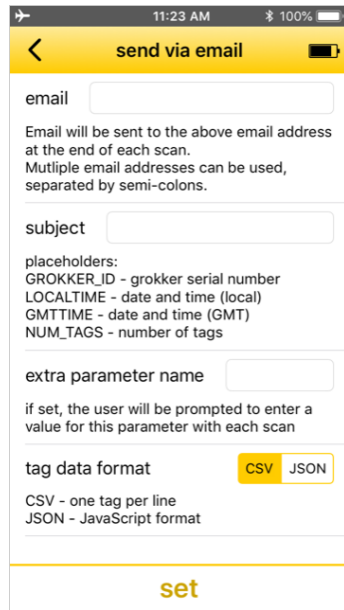 11:23 AM 100%
send via email
email
Email will be sent to the above email address
at the end of each scan.
Mutliple email addresses can be used,
separated by semi-colons.
subject
placeholders:
GROKKER_ID - grokker serial number
LOCALTIME - date and time (local)
GMTTIME - date and time (GMT)
NUM_TAGS - number of tags
extra parameter name
if set, the user will be prompted to enter a
value for this parameter with each scan
tag data format CSV JSON
CSV - one tag per line
JSON - JavaScript format
set